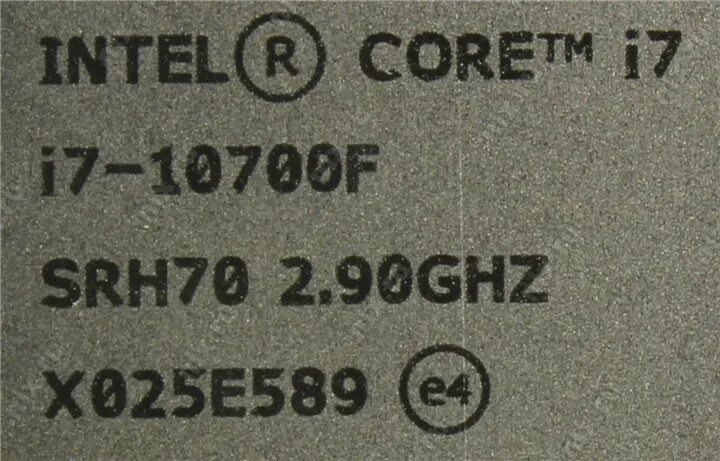 INTEL® CORE™ i7
i7-10700F
SRH70 2.90GHZ
X025E589 e4